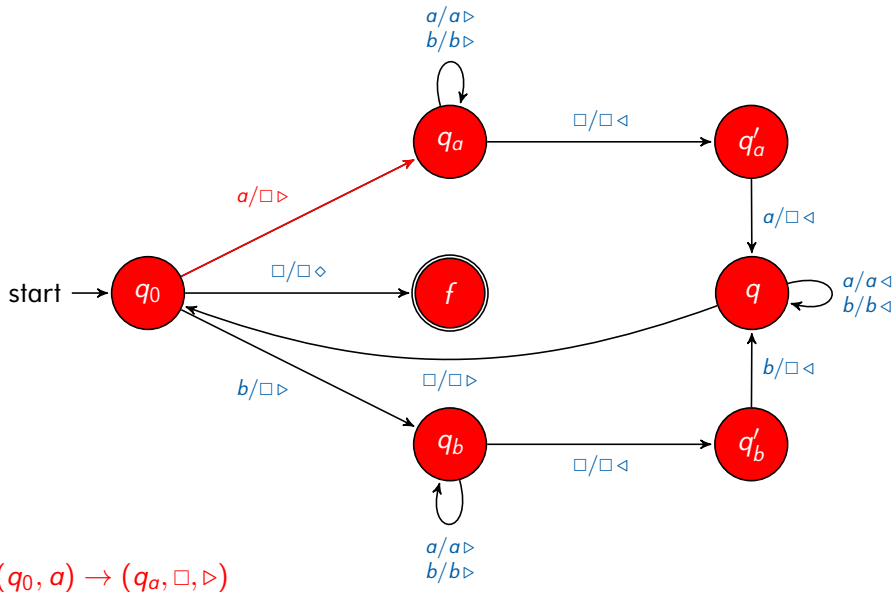 a/a▹
b/b▹
q_a
□/□◃
q'_a
a/□▹
a/□◃
start
q_0
□/□⋄
f
q
a/a◃
b/b◃
b/□▹
□/□▹
b/□◃
q_b
□/□◃
q'_b
a/a▹
b/b▹
(q_0, a) → (q_a, □, ▹)